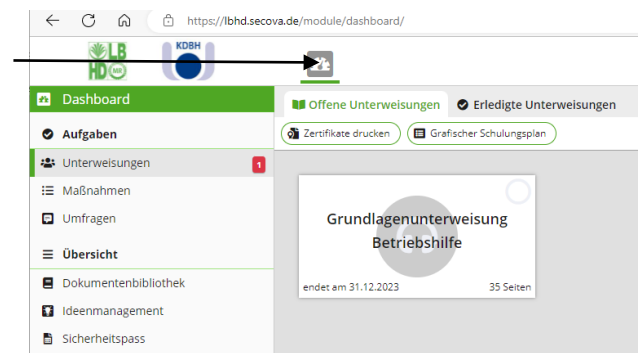 https://lbhd.secova.de/module/dashboard/
LB
HD MR
KDBH
Dashboard
Offene Unterweisungen
Erledigte Unterweisungen
Aufgaben
Zertifikate drucken
Grafischer Schulungsplan
Unterweisungen
1
Maßnahmen
Umfragen
Grundlagenunterweisung
Betriebshilfe
Übersicht
Dokumentenbibliothek
endet am 31.12.2023
35 Seiten
Ideenmanagement
Sicherheitspass